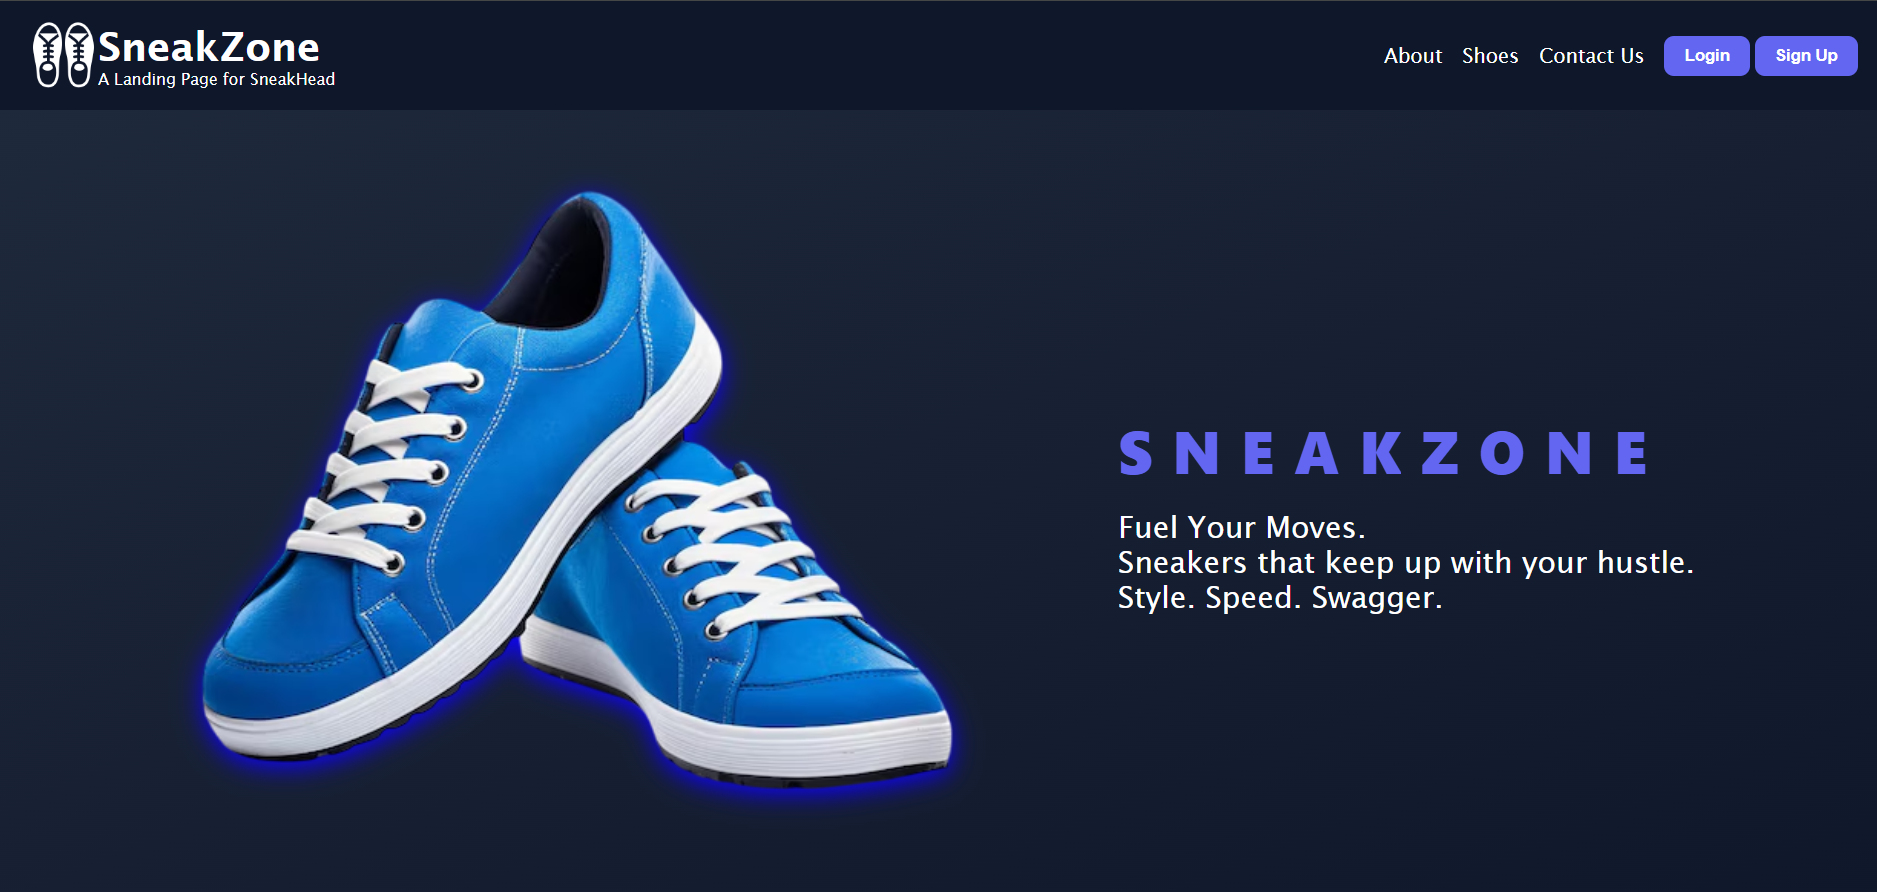 SneakZone
A Landing Page for SneakHead
About Shoes Contact Us Login Sign Up
SNEAKZONE
Fuel Your Moves.
Sneakers that keep up with your hustle.
Style. Speed. Swagger.